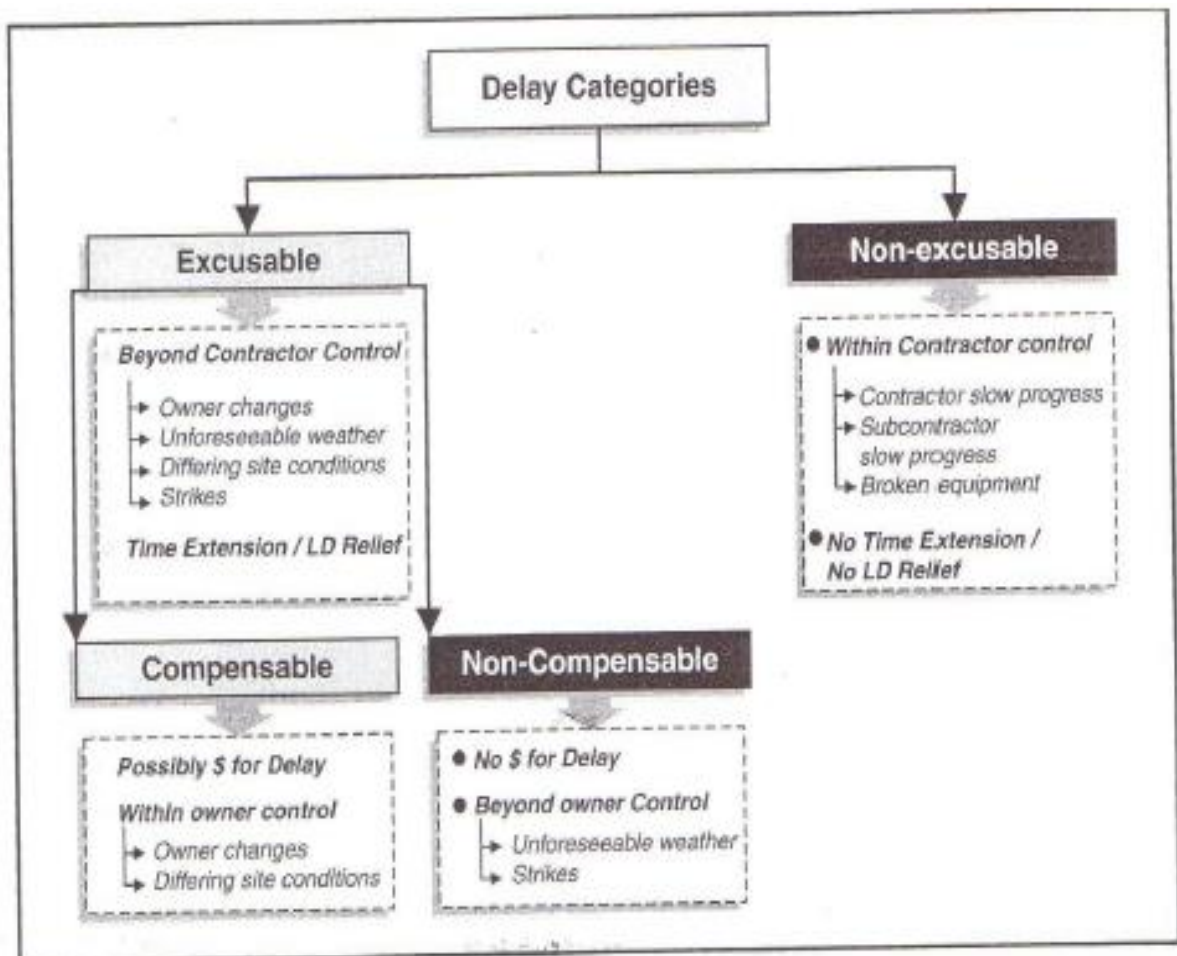 Delay Categories
Excusable
Non-excusable
Beyond Contractor Control
Owner changes
Unforeseeable weather
Differing site conditions
Strikes
Time Extension / LD Relief
Within Contractor control
Contractor slow progress
Subcontractor
slow progress
Broken equipment
No Time Extension /
No LD Relief
Compensable
Non-Compensable
Possibly $ for Delay
Within owner control
Owner changes
Differing site conditions
No $ for Delay
Beyond owner Control
Unforeseeable weather
Strikes